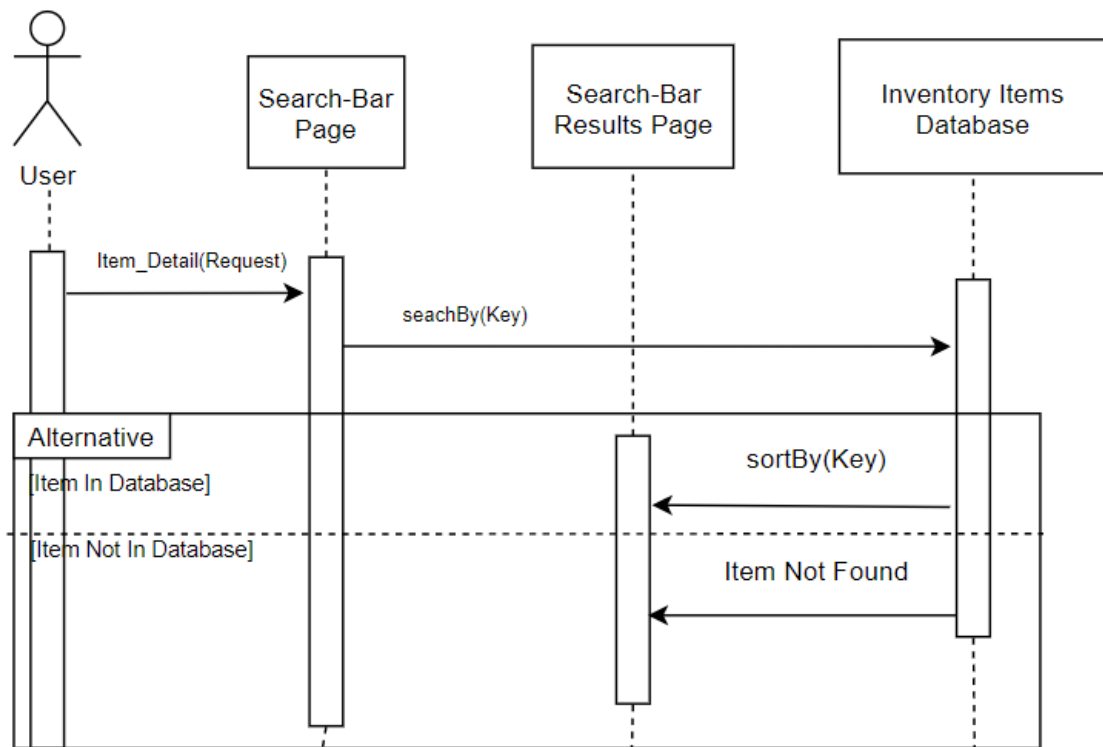 Search-Bar
Page
Search-Bar
Results Page
Inventory Items
Database
User
Item_Detail(Request)
seachBy(Key)
Alternative
[Item In Database]
sortBy(Key)
[Item Not In Database]
Item Not Found